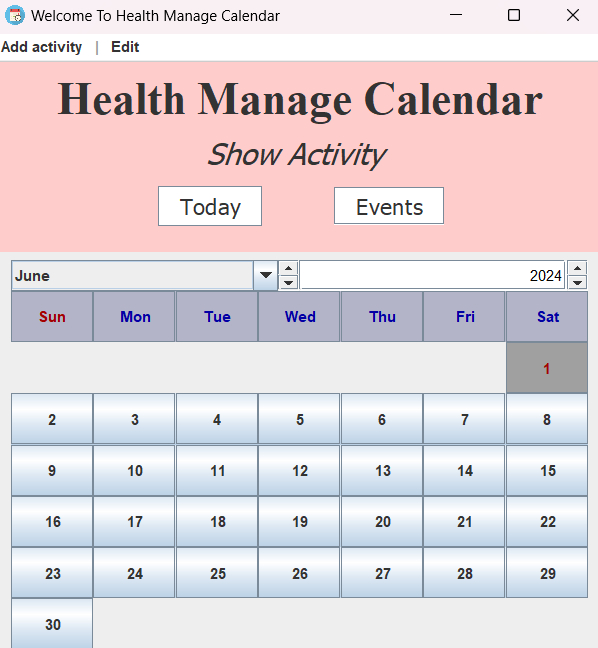 Welcome To Health Manage Calendar
Add activity | Edit
Health Manage Calendar
Show Activity
Today Events
June 2024
Sun Mon Tue Wed Thu Fri Sat
1
2 3 4 5 6 7 8
9 10 11 12 13 14 15
16 17 18 19 20 21 22
23 24 25 26 27 28 29
30